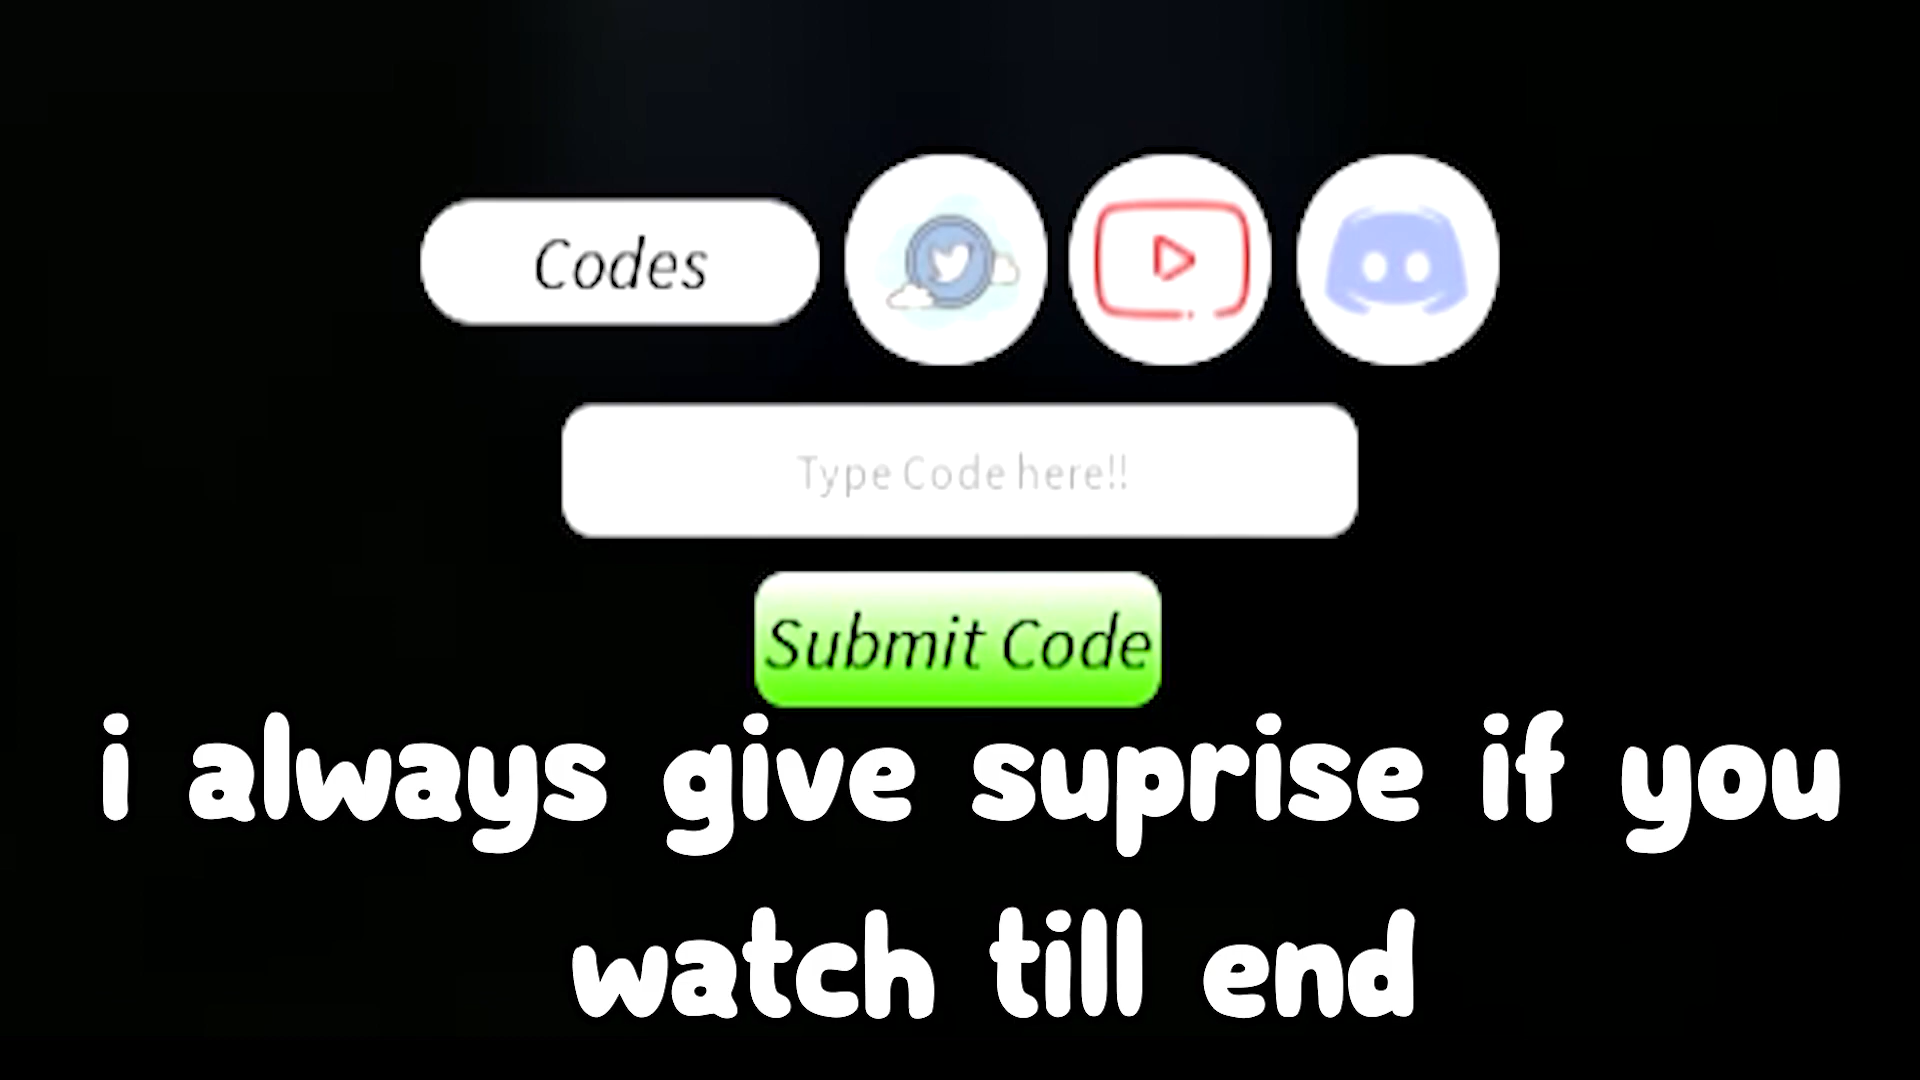 Codes
Type Code here!!
Submit Code
i always give suprise if you
watch till end